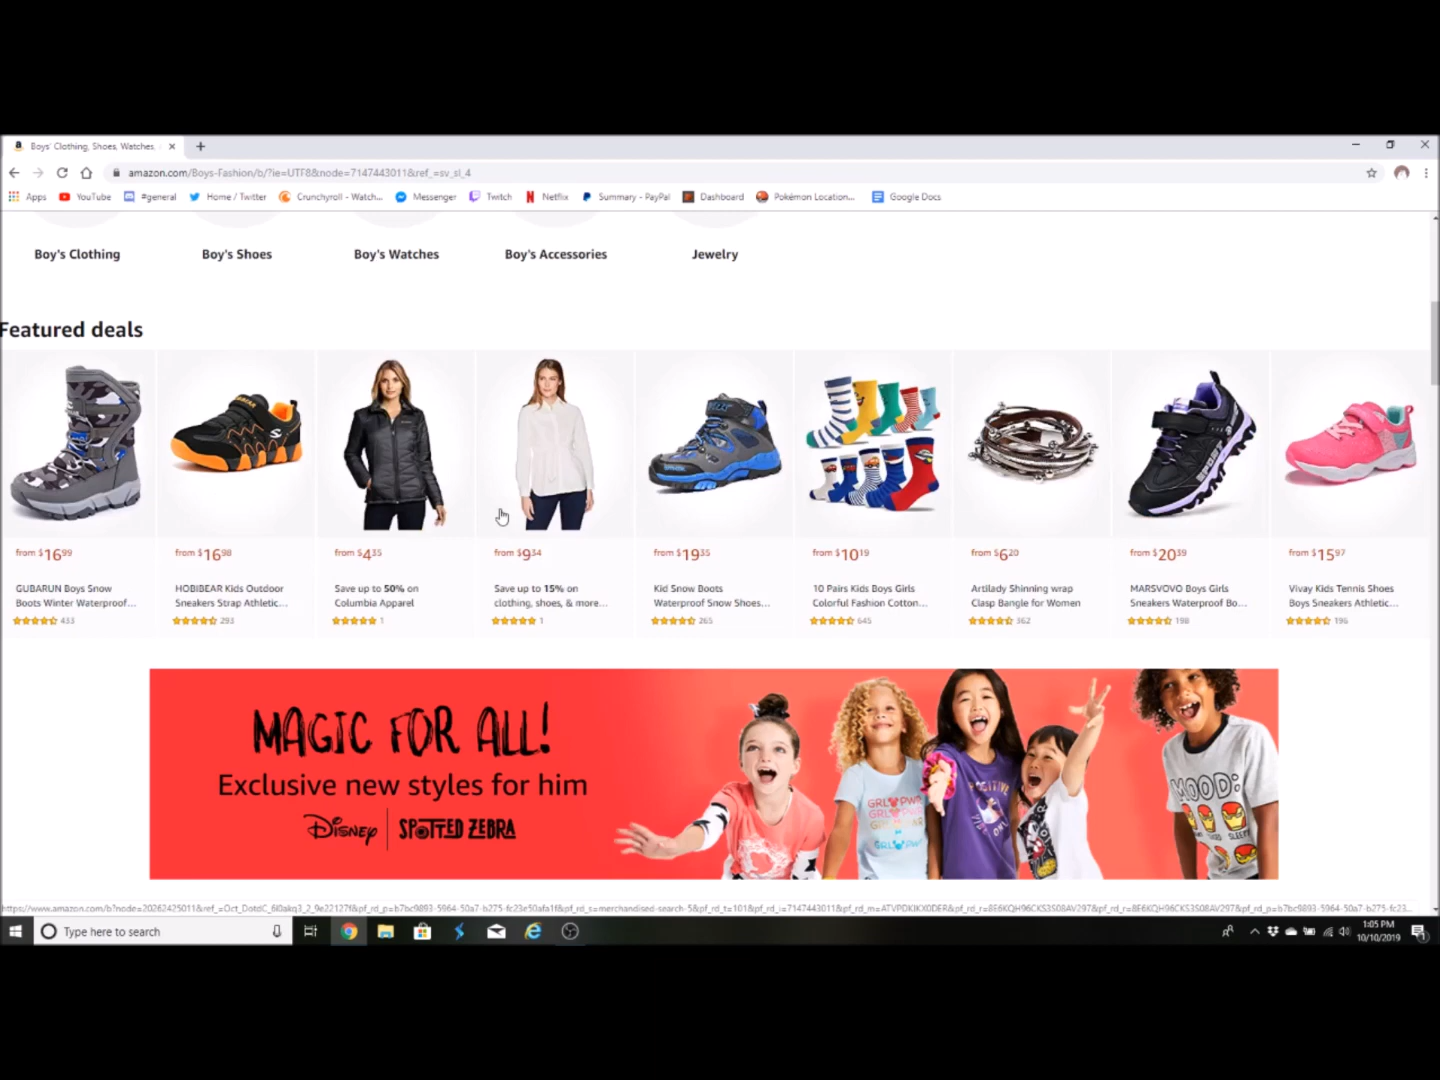 Boys' Clothing, Shoes, Watches,
amazon.com/Boys-Fashion/b/?ie=UTF8&node=7147443011&ref_=sv_sl_4
Apps YouTube #general Home / Twitter Crunchyroll - Watch... Messenger Twitch Netflix Summary - PayPal Dashboard Pokémon Location... Google Docs
Boy's Clothing Boy's Shoes Boy's Watches Boy's Accessories Jewelry
Featured deals
from $16.99 from $16.98 from $4.35 from $9.34 from $19.35 from $10.19 from $6.20 from $20.39 from $15.97
GUBARUN Boys Snow HOBIBEAR Kids Outdoor Save up to 50% on Save up to 15% on Kid Snow Boots 10 Pairs Kids Boys Girls Artilady Shinning wrap MARSVOVO Boys Girls Vivay Kids Tennis Shoes
Boots Winter Waterproof... Sneakers Strap Athletic... Columbia Apparel clothing, shoes, & more... Waterproof Snow Shoes... Colorful Fashion Cotton... Clasp Bangle for Women Sneakers Waterproof Bo... Boys Sneakers Athletic...
433 293 1 1 265 645 362 198 196
MAGIC FOR ALL!
Exclusive new styles for him
Disney SPOTTED ZEBRA
GRL PWR
POSITIVE
MOOD:
Type here to search
1:05 PM
10/10/2019